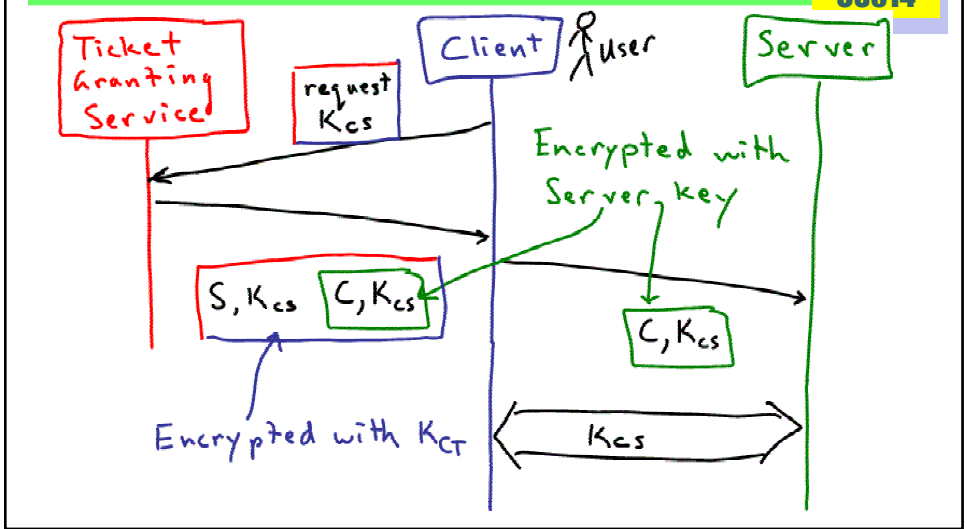 Ticket
Granting
Service
Client
User
Server
request
Kcs
Encrypted with
Server key
S, Kcs
C, Kcs
C, Kcs
Encrypted with KCT
Kcs